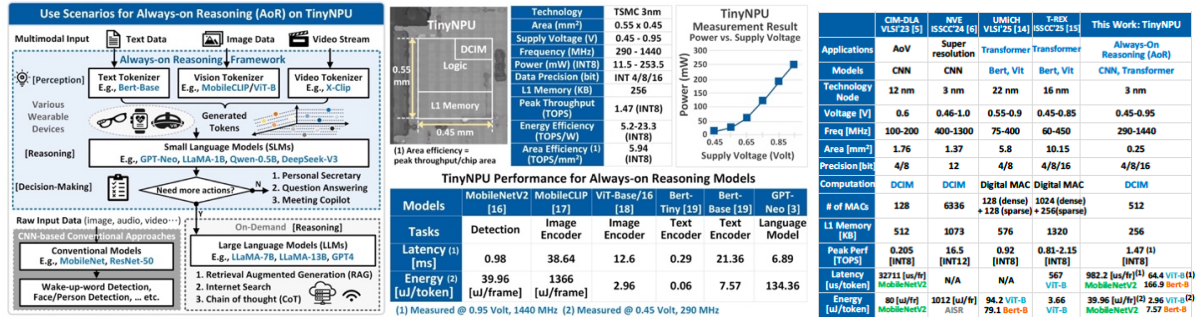 Use Scenarios for Always-on Reasoning (AoR) on TinyNPU
Multimodal Input
Text Data
Image Data
Video Stream
Always-on Reasoning Framework
[Perception]
Text Tokenizer
E.g., Bert-Base
Vision Tokenizer
E.g., MobileCLIP/ViT-B
Video Tokenizer
E.g., X-Clip
Various
Wearable
Devices
Generated
Tokens
[Reasoning]
Small Language Models (SLMs)
E.g., GPT-Neo, LLaMA-1B, Qwen-0.5B, DeepSeek-V3
[Decision-Making]
Need more actions?
N
Y
1. Personal Secretary
2. Question Answering
3. Meeting Copilot
Raw Input Data (image, audio, video…)
CNN-based Conventional Approaches
Conventional Models
E.g., MobileNet, ResNet-50
Wake-up-word Detection,
Face/Person Detection, … etc.
On-Demand [Reasoning]
Large Language Models (LLMs)
E.g., LLaMA-7B, LLaMA-13B, GPT4
1. Retrieval Augmented Generation (RAG)
2. Internet Search
3. Chain of thought (CoT)
TinyNPU
DCIM
Logic
L1 Memory
0.55
mm
0.45 mm
(1) Area efficiency =
peak throughput/chip area
Technology TSMC 3nm
Area (mm²) 0.55 x 0.45
Supply Voltage (V) 0.45 - 0.95
Frequency (MHz) 290 - 1440
Power (mW) (INT8) 11.5 - 253.5
Data Precision (bit) INT 4/8/16
L1 Memory (KB) 256
Peak Throughput (TOPS) 1.47 (INT8)
Energy Efficiency (TOPS/W) 5.2-23.3 (INT8)
Area Efficiency (1) (TOPS/mm²) 5.94 (INT8)
TinyNPU
Measurement Result
Power vs. Supply Voltage
Power (mW)
300
250
200
150
100
50
0
0.45 0.65 0.85
Supply Voltage (Volt)
TinyNPU Performance for Always-on Reasoning Models
Models MobileNetV2 [16] MobileCLIP [17] ViT-Base/16 [18] Bert-Tiny [19] Bert-Base [19] GPT-Neo [3]
Tasks Detection Image Encoder Image Encoder Text Encoder Text Encoder Language Model
Latency (1) [ms] 0.98 38.64 12.6 0.29 21.36 6.89
Energy (2) [uJ/token] 39.96 [uJ/frame] 1366 [uJ/frame] 2.96 0.06 7.57 134.36
(1) Measured @ 0.95 Volt, 1440 MHz (2) Measured @ 0.45 Volt, 290 MHz
CIM-DLA VLSI'23 [5] NVE ISSCC'24 [6] UMiCH VLSI'25 [14] T-REX ISSCC'25 [15] This Work: TinyNPU
Applications AoV Super resolution Transformer Transformer Always-On Reasoning (AoR)
Models CNN CNN Bert, Vit Bert, Vit CNN, Transformer
Technology Node 12 nm 3 nm 22 nm 16 nm 3 nm
Voltage [V] 0.6 0.46-1.0 0.55-0.9 0.45-0.85 0.45-0.95
Freq [MHz] 100-200 400-1300 75-400 60-450 290-1440
Area [mm²] 1.76 1.37 5.8 10.15 0.25
Precision [bit] 4/8 12 4/8 4/8/16 4/8/16
Computation DCIM DCIM Digital MAC Digital MAC DCIM
# of MACs 128 6336 128 (dense) + 128 (sparse) 1024 (dense) + 256(sparse) 512
L1 Memory [KB] 512 1073 576 1320 256
Peak Perf [TOPS] 0.205 [INT8] 16.5 [INT12] 0.92 [INT8] 0.81-2.15 [INT8] 1.47 (1) [INT8]
Latency [us/token] 32711 [us/fr] MobileNetV2 N/A N/A 567 ViT-B 982.2 [us/fr](1) MobileNetV2 64.4 ViT-B(1) 166.9 Bert-B
Energy [uJ/token] 80 [uJ/fr] MobileNetV2 1012 [uJ/fr] AISR 94.2 ViT-B 79.1 Bert-B 3.66 ViT-B 39.96 [uJ/fr](2) MobileNetV2 2.96 ViT-B(2) 7.57 Bert-B